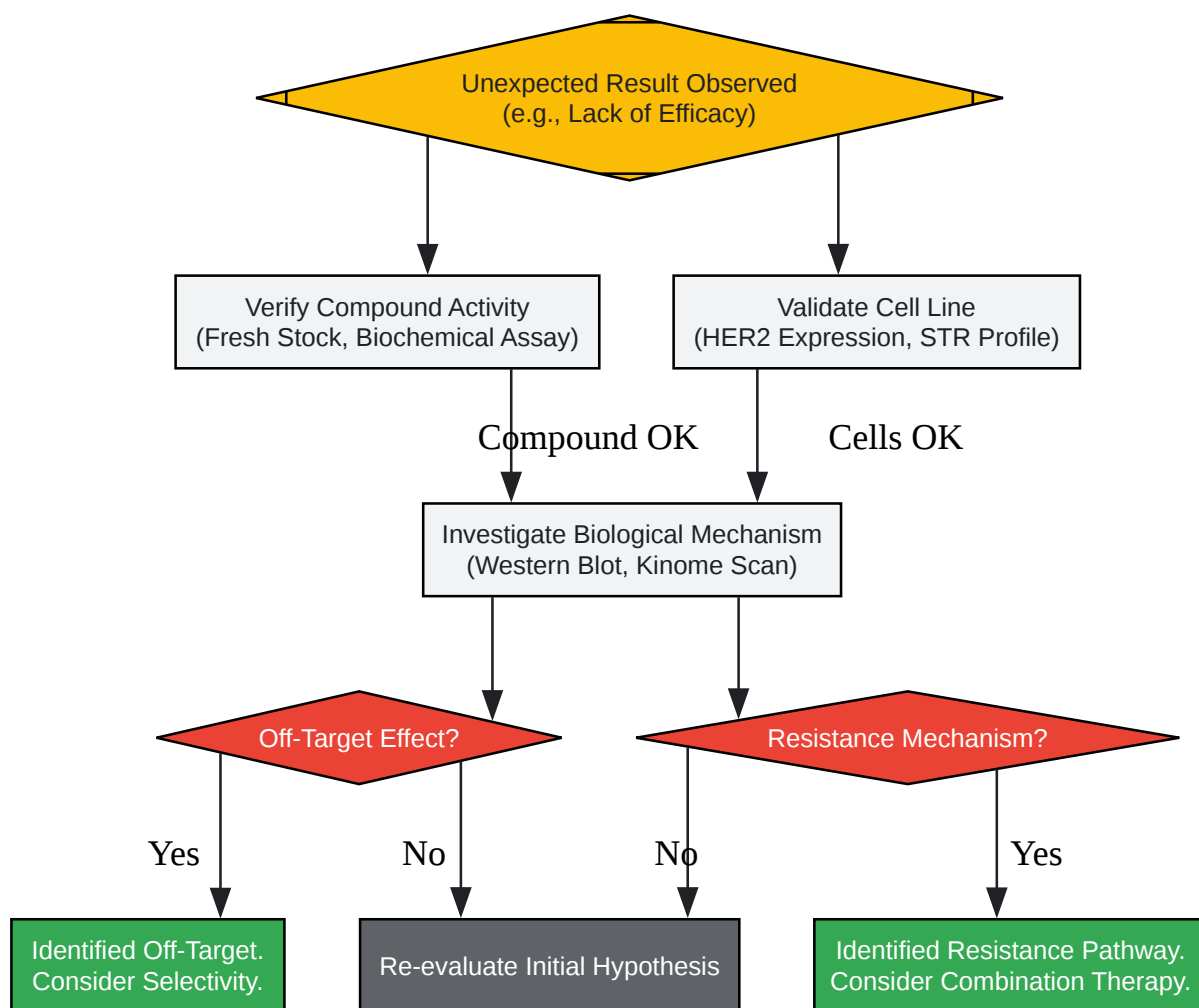 Unexpected Result Observed
(e.g., Lack of Efficacy)
Verify Compound Activity
(Fresh Stock, Biochemical Assay)
Validate Cell Line
(HER2 Expression, STR Profile)
Compound OK
Cells OK
Investigate Biological Mechanism
(Western Blot, Kinome Scan)
Off-Target Effect?
Resistance Mechanism?
Yes
No
No
Yes
Identified Off-Target.
Consider Selectivity.
Re-evaluate Initial Hypothesis
Identified Resistance Pathway.
Consider Combination Therapy.